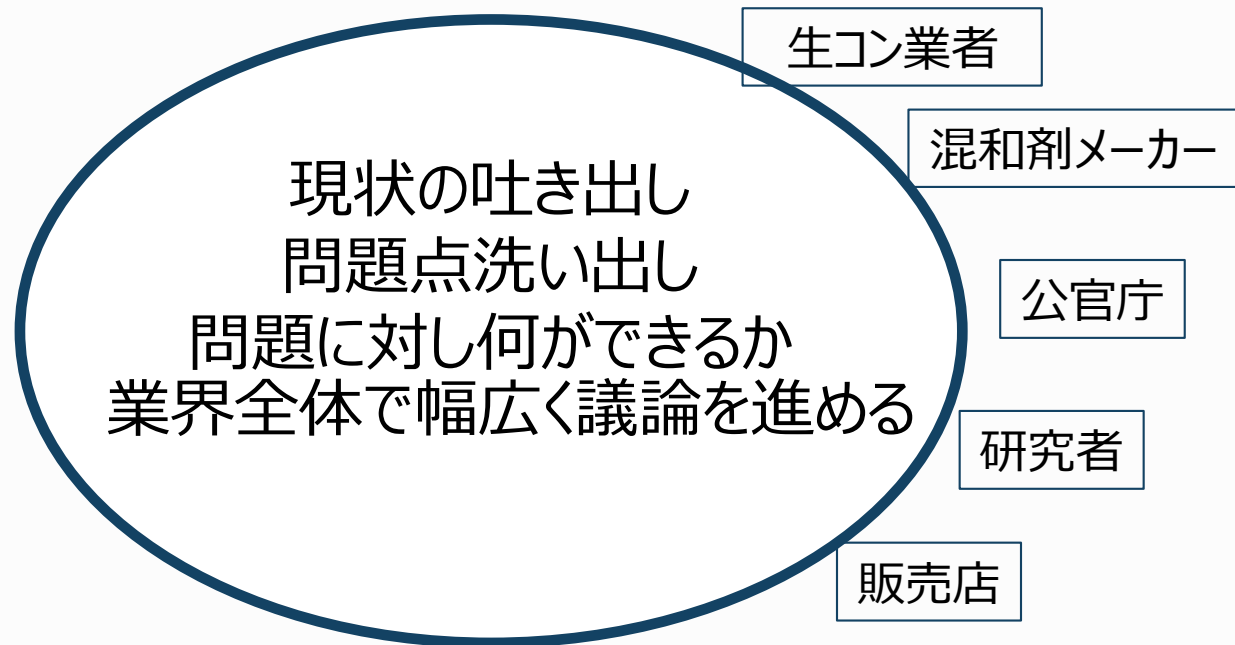 生コン業者
混和剤メーカー
現状の吐き出し
問題点洗い出し
公官庁
問題に対し何ができるか
業界全体で幅広く議論を進める
研究者
販売店